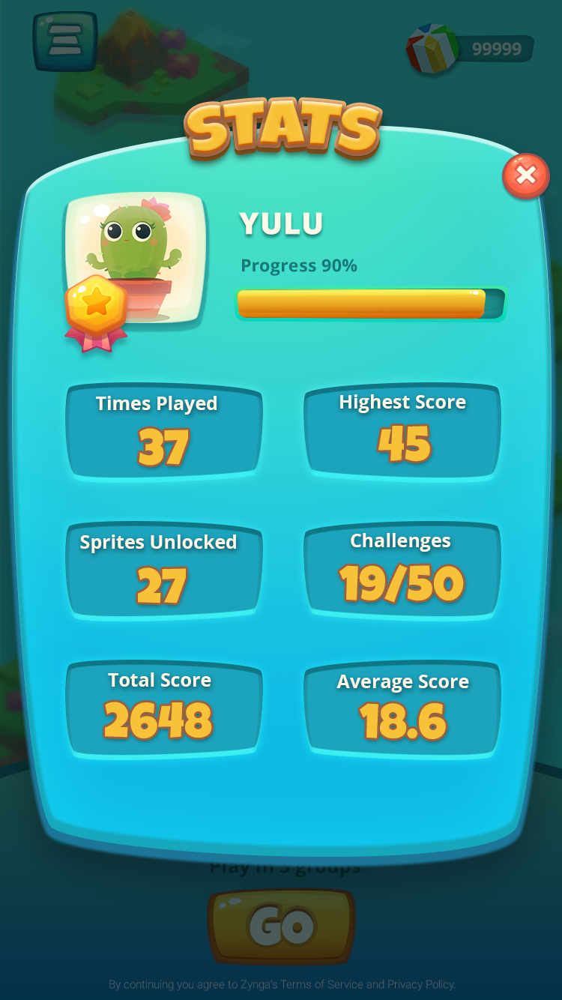 99999
STATS
YULU
Progress 90%
Times Played
37
Highest Score
45
Sprites Unlocked
27
Challenges
19/50
Total Score
2648
Average Score
18.6
Play in 3 groups
GO
By continuing you agree to Zynga's Terms of Service and Privacy Policy.